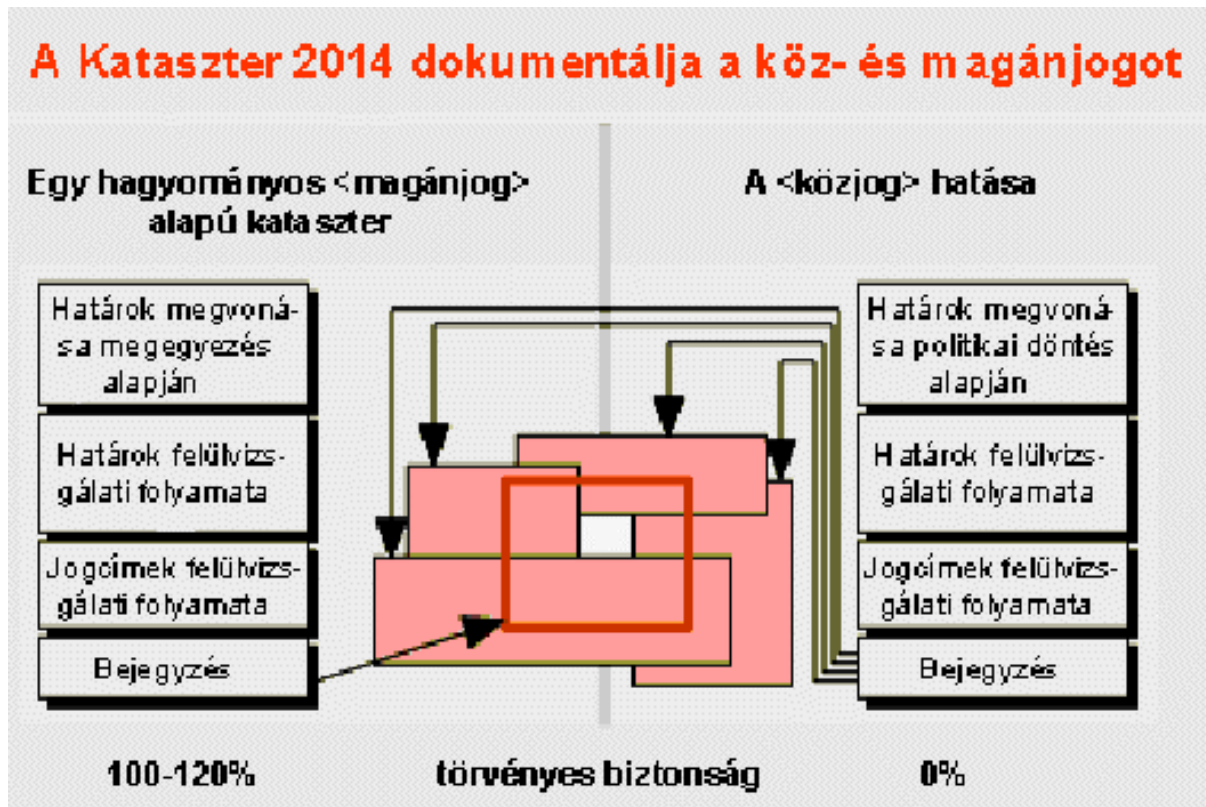 A Kataszter 2014 dokumentálja a köz- és magánjogot
Egy hagyományos <magánjog>
alapú kataszter
A <közjog> hatása
Határok megvoná-
sa megegyezés
alapján
Határok felülvizs-
gálati folyamata
Jogcímek felülvizs-
gálati folyamata
Bejegyzés
Határok megvoná-
sa politikai döntés
alapján
Határok felülvizs-
gálati folyamata
Jogcímek felülvizs-
gálati folyamata
Bejegyzés
100-120%
törvényes biztonság
0%